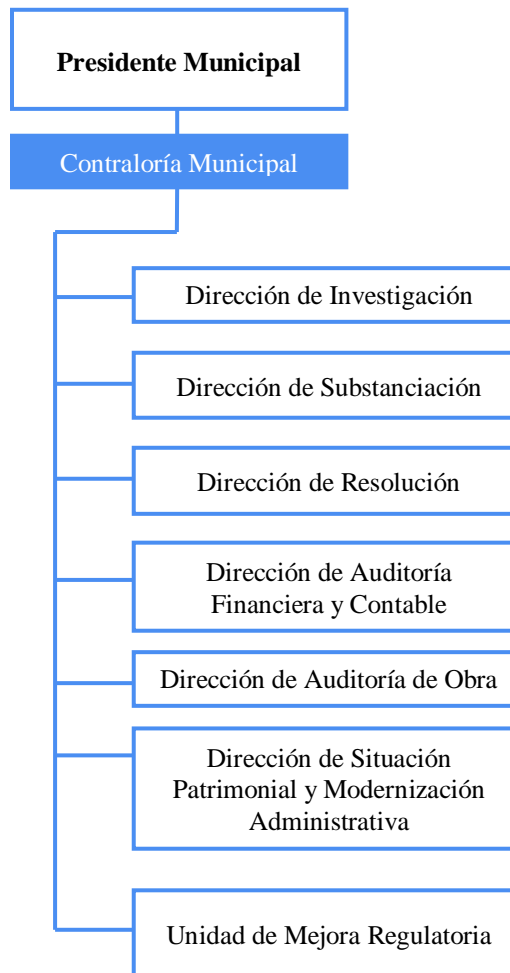 Presidente Municipal
Contraloría Municipal
Dirección de Investigación
Dirección de Substanciación
Dirección de Resolución
Dirección de Auditoría
Financiera y Contable
Dirección de Auditoría de Obra
Dirección de Situación
Patrimonial y Modernización
Administrativa
Unidad de Mejora Regulatoria